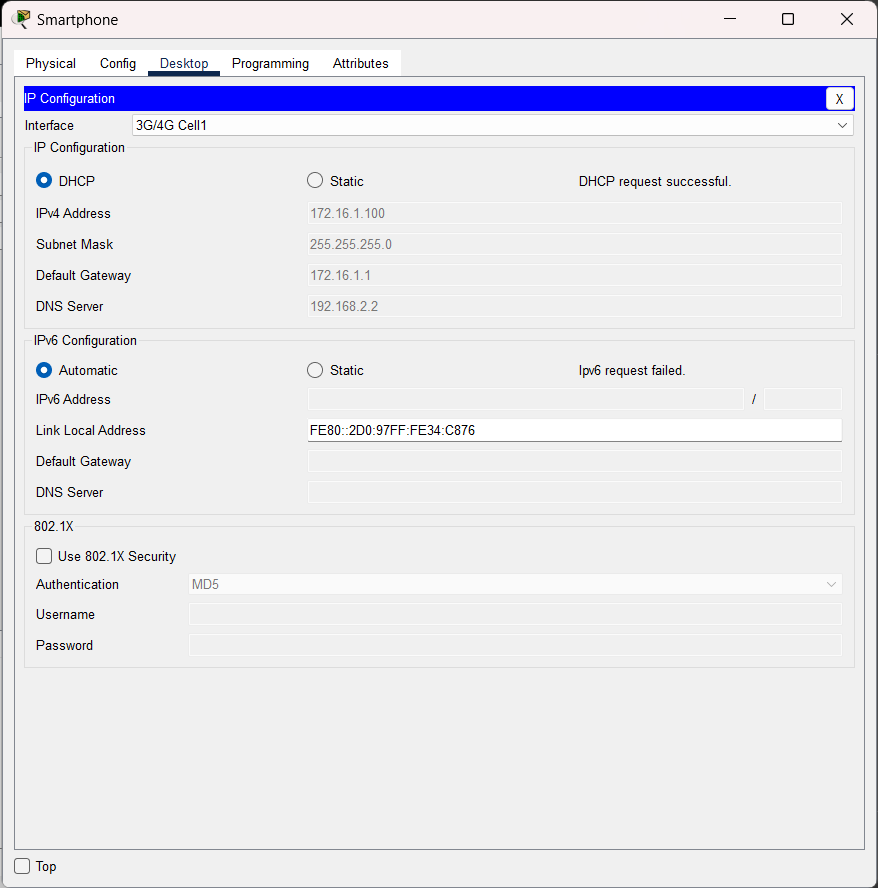 Smartphone
Physical Config Desktop Programming Attributes
IP Configuration X
Interface 3G/4G Cell1
IP Configuration
DHCP Static DHCP request successful.
IPv4 Address 172.16.1.100
Subnet Mask 255.255.255.0
Default Gateway 172.16.1.1
DNS Server 192.168.2.2
IPv6 Configuration
Automatic Static Ipv6 request failed.
IPv6 Address /
Link Local Address FE80::2D0:97FF:FE34:C876
Default Gateway
DNS Server
802.1X
Use 802.1X Security
Authentication MD5
Username
Password
Top